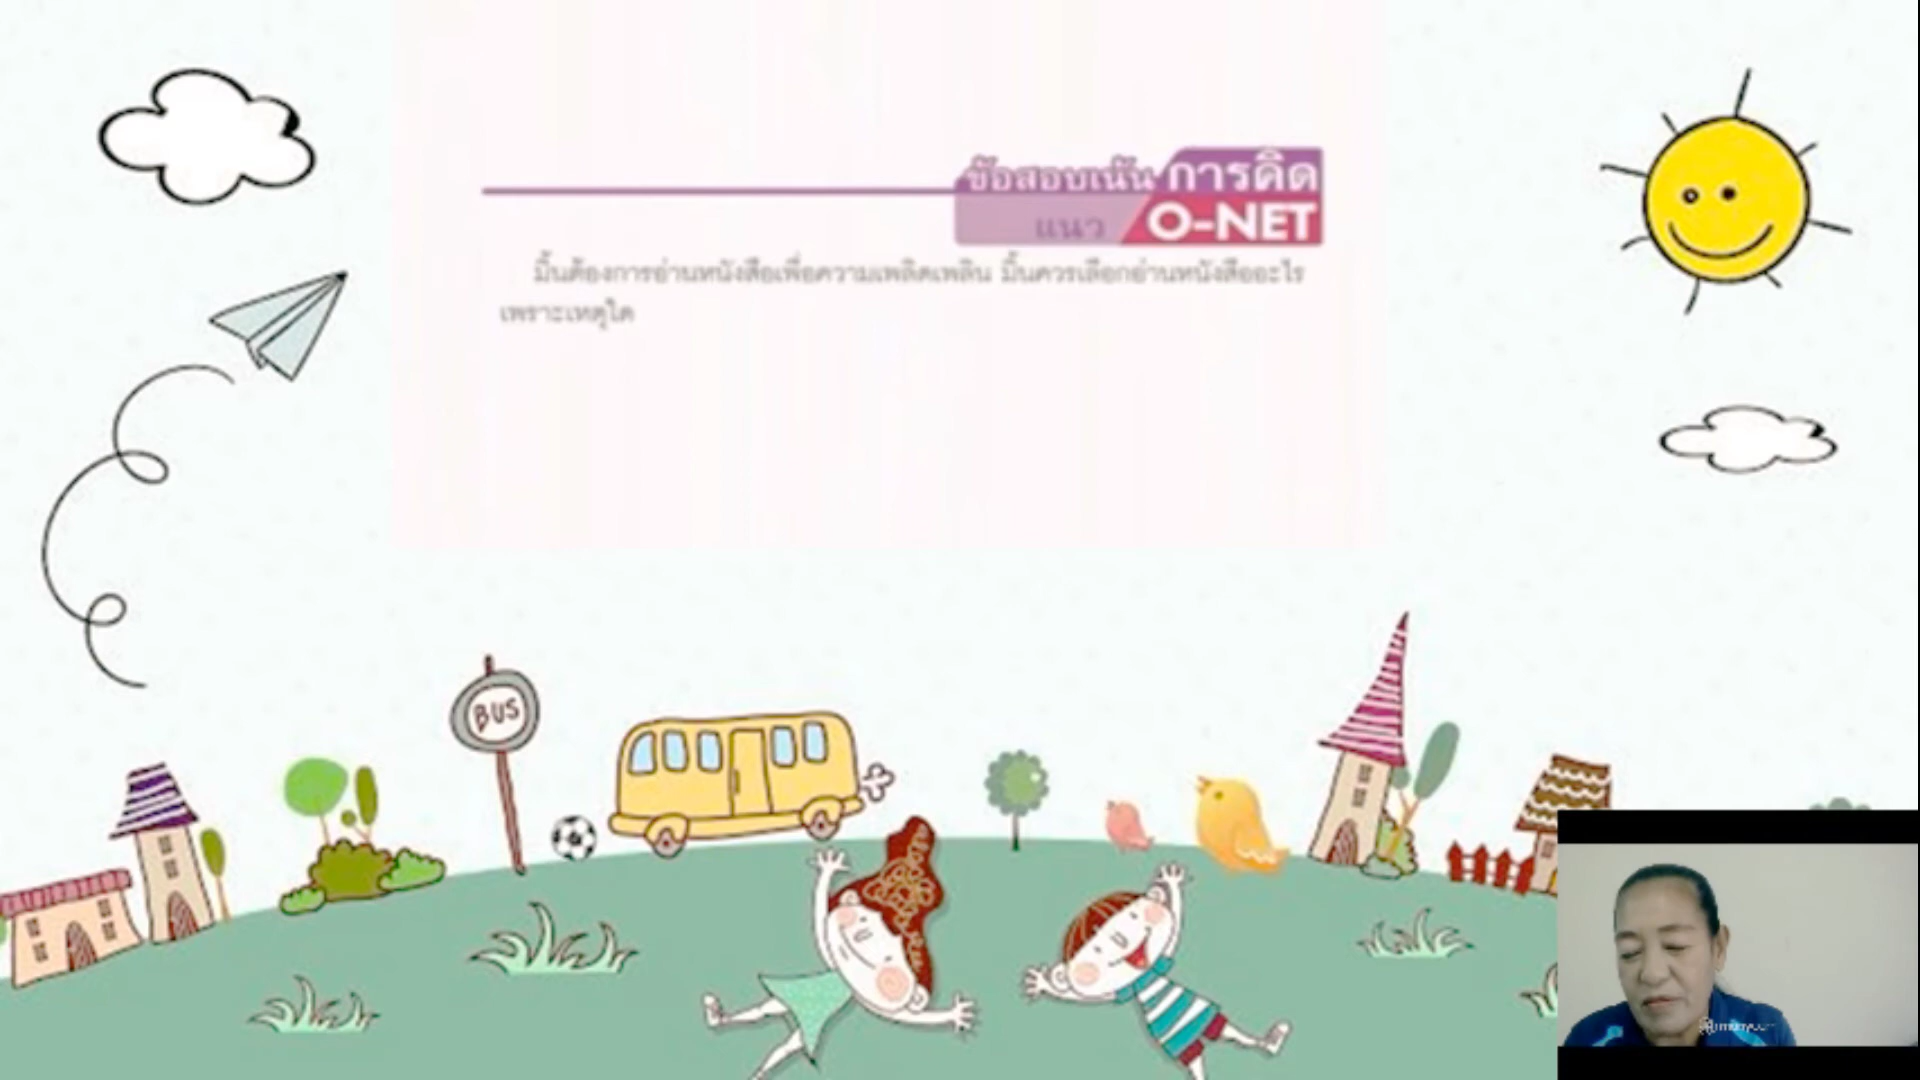 ข้อสอบเน้น การคิด
แนว O-NET
มิ้นต้องการอ่านหนังสือเพื่อความเพลิดเพลิน มิ้นควรเลือกอ่านหนังสืออะไร
เพราะเหตุใด
BUS